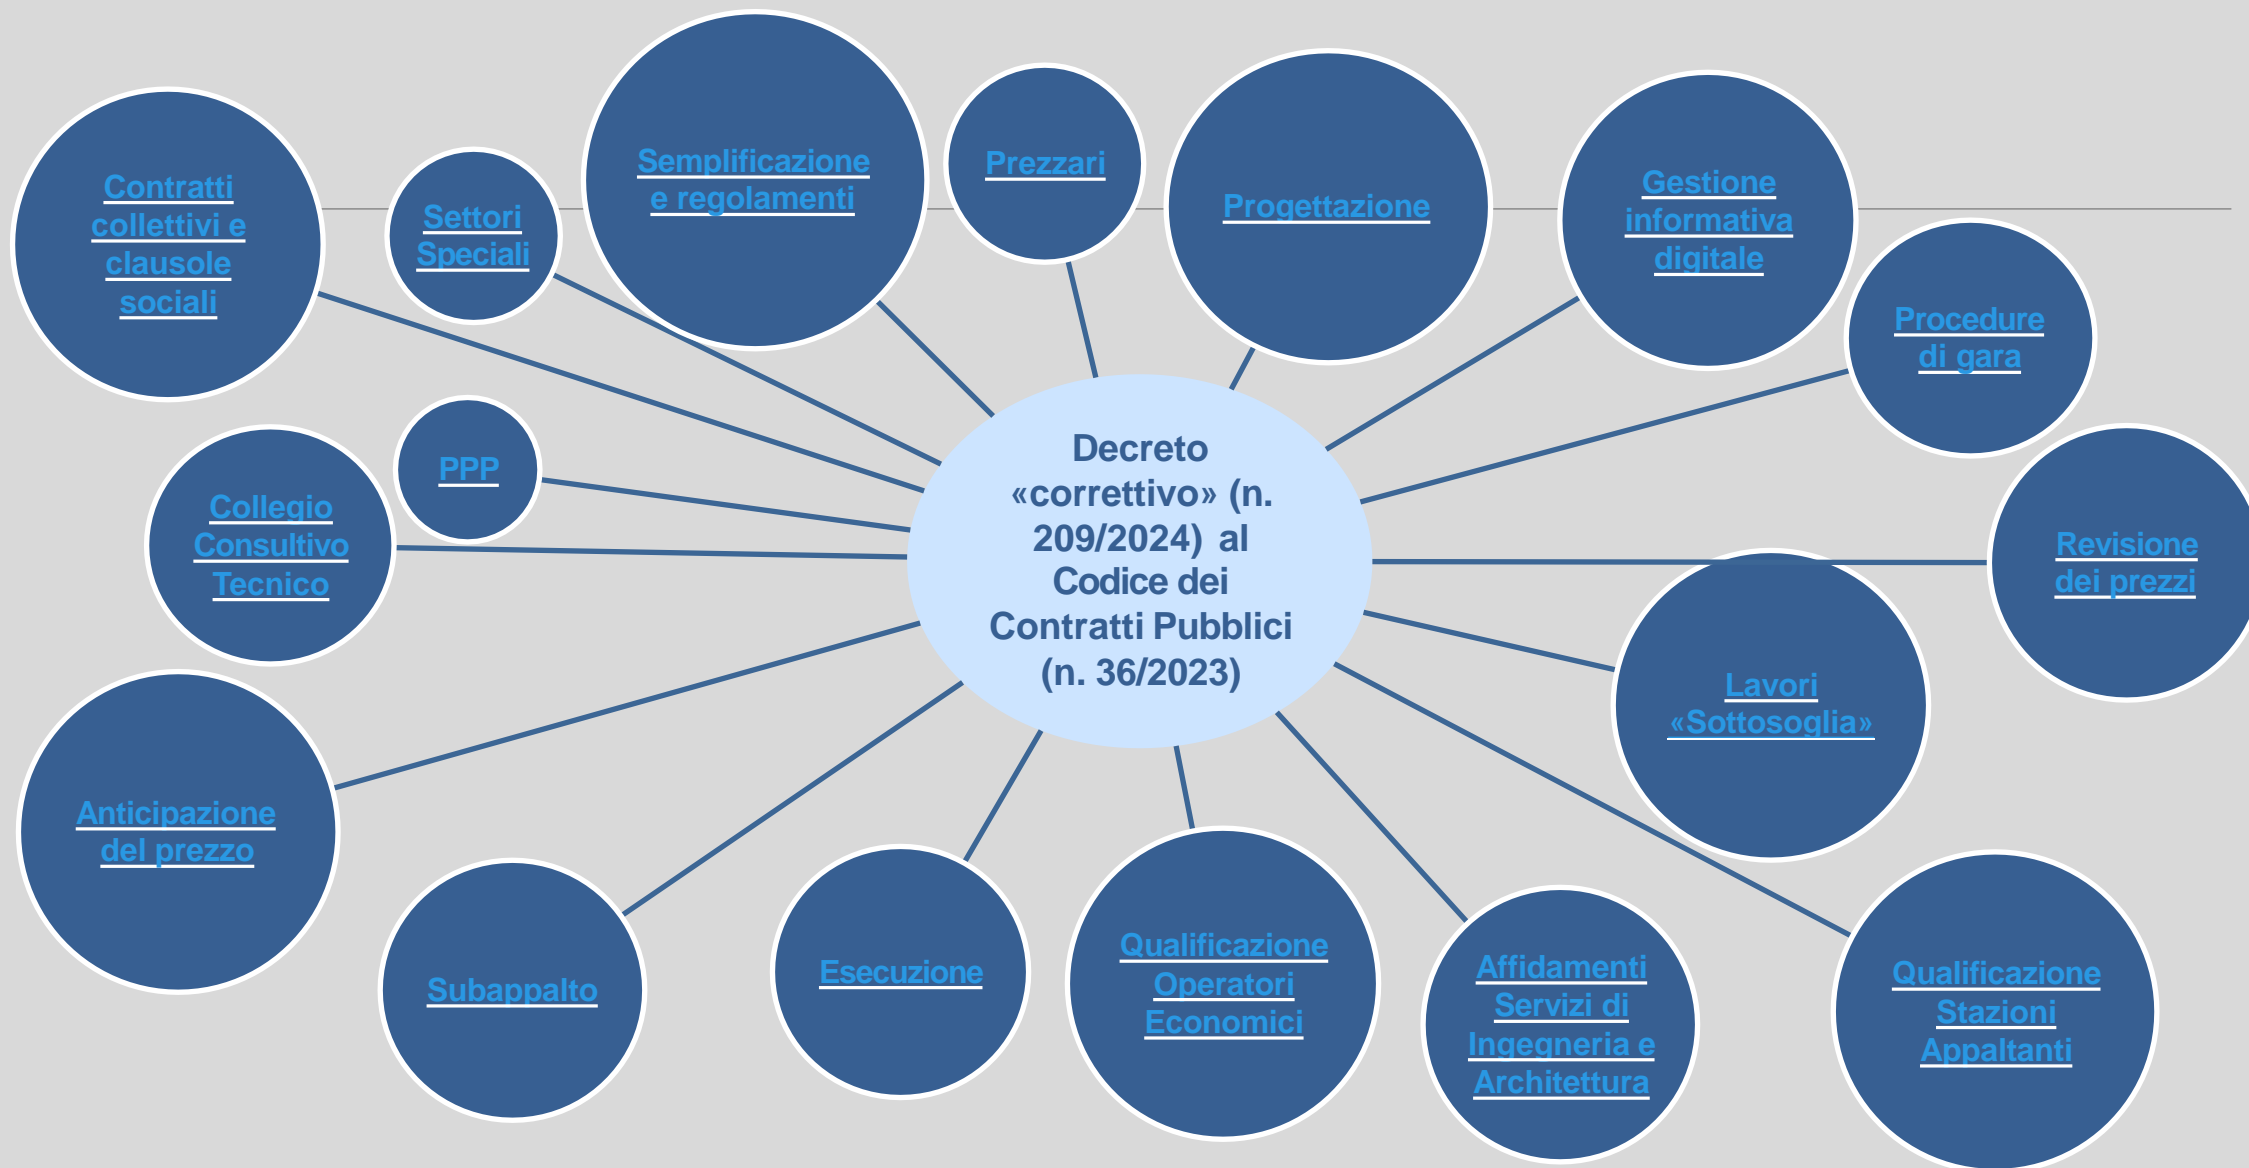 Contratti
collettivi e
clausole
sociali
Settori
Speciali
Semplificazione
e regolamenti
Prezzari
Progettazione
Gestione
informativa
digitale
Procedure
di gara
PPP
Collegio
Consultivo
Tecnico
Decreto
«correttivo» (n.
209/2024) al
Codice dei
Contratti Pubblici
(n. 36/2023)
Revisione
dei prezzi
Lavori
«Sottosoglia»
Anticipazione
del prezzo
Subappalto
Esecuzione
Qualificazione
Operatori
Economici
Affidamenti
Servizi di
Ingegneria e
Architettura
Qualificazione
Stazioni
Appaltanti